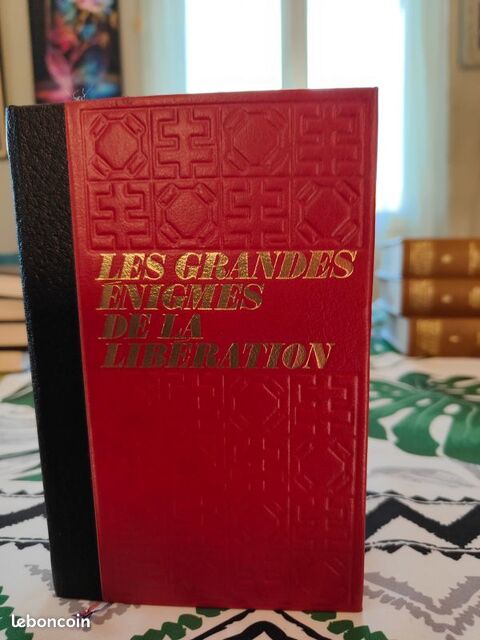 LES GRANDES
ÉNIGMES
DE LA
LIBÉRATION
leboncoin